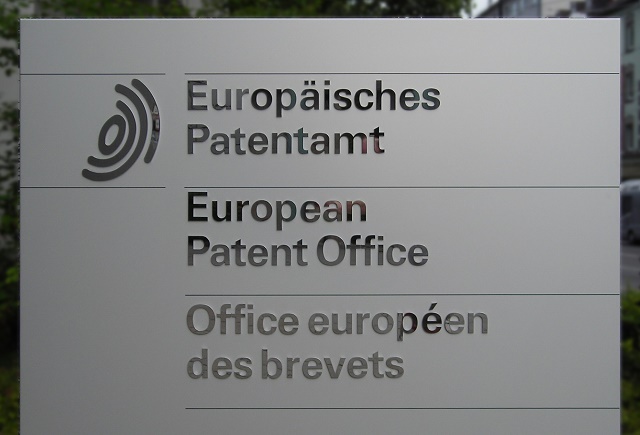 Europäisches
Patentamt
European
Patent Office
Office européen
des brevets